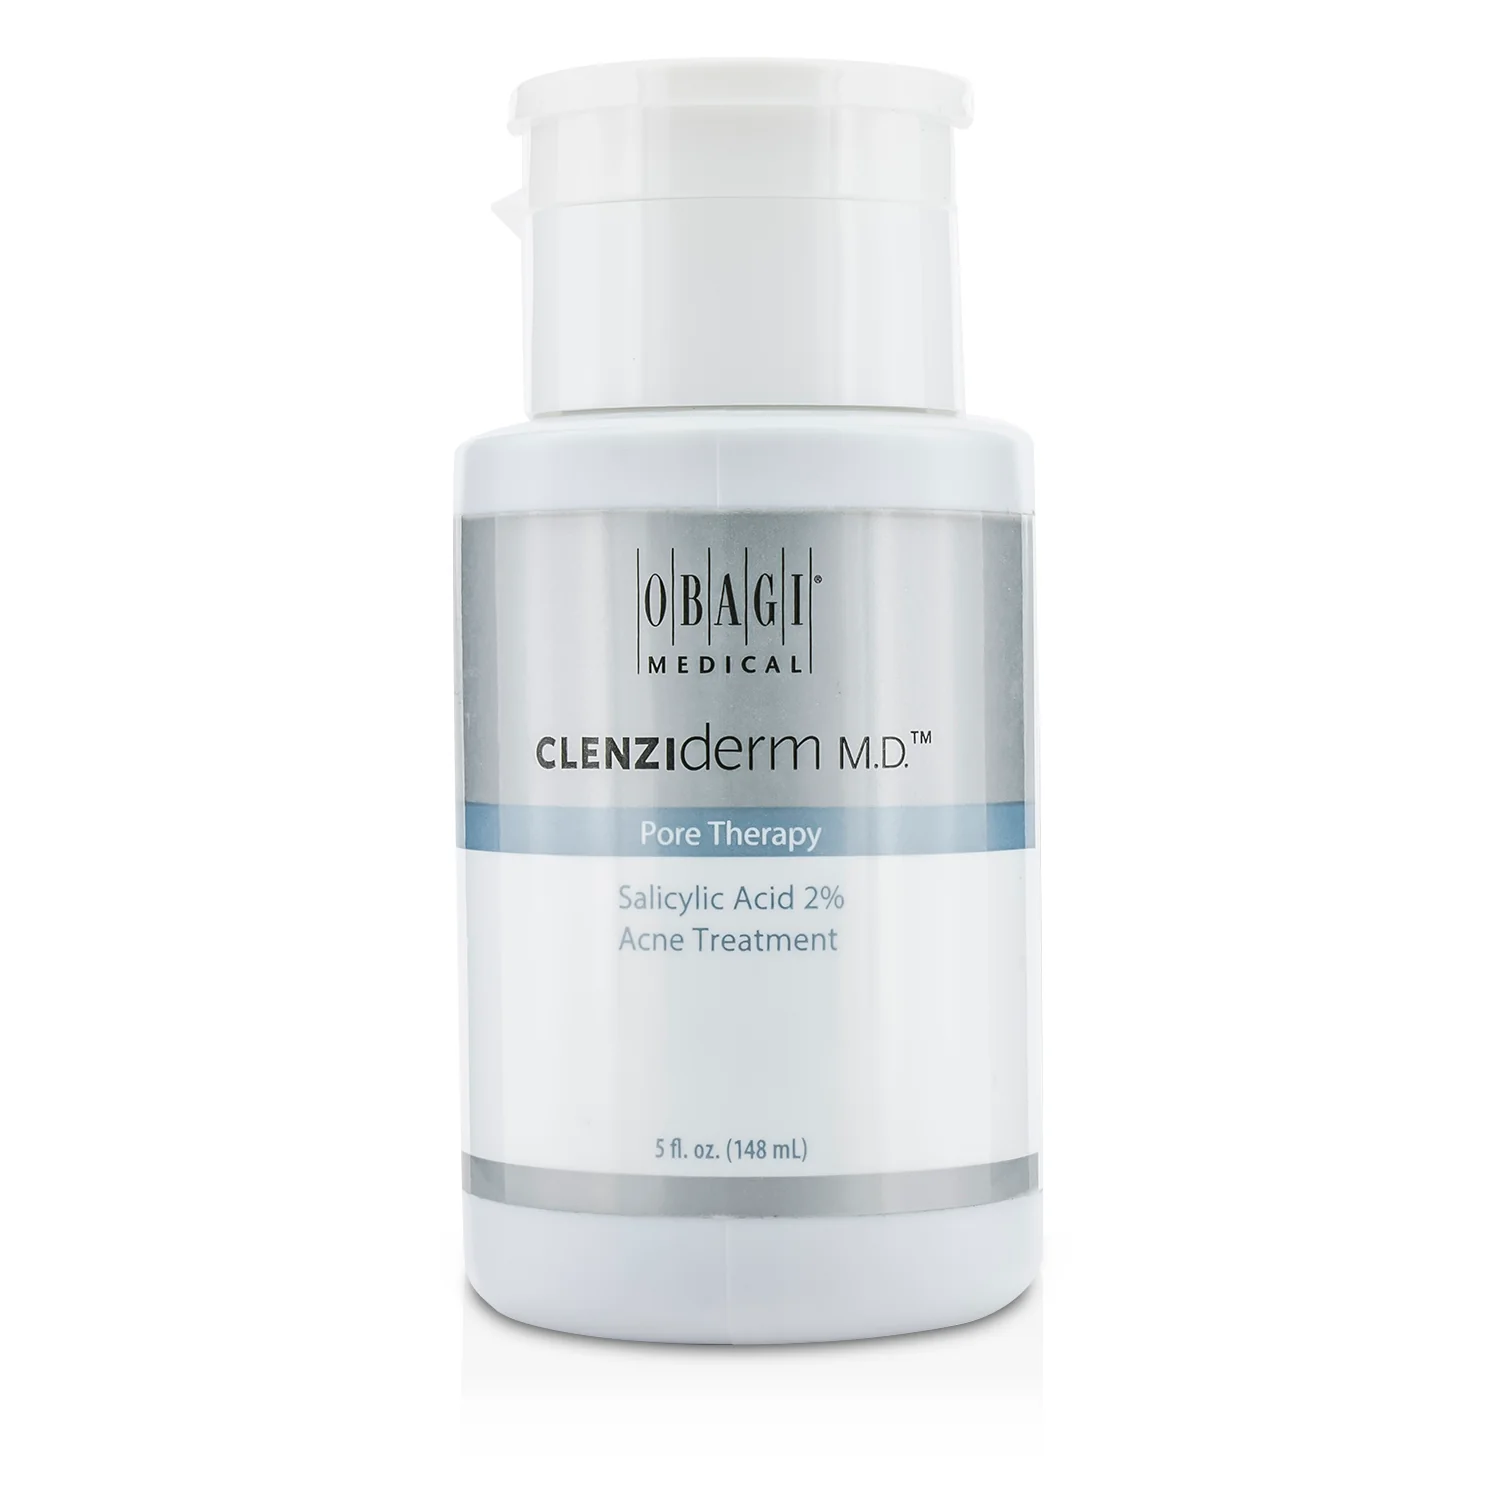 OBAGI®
MEDICAL
CLENZIderm M.D.™
Pore Therapy
Salicylic Acid 2%
Acne Treatment
5 fl. oz. (148 mL)